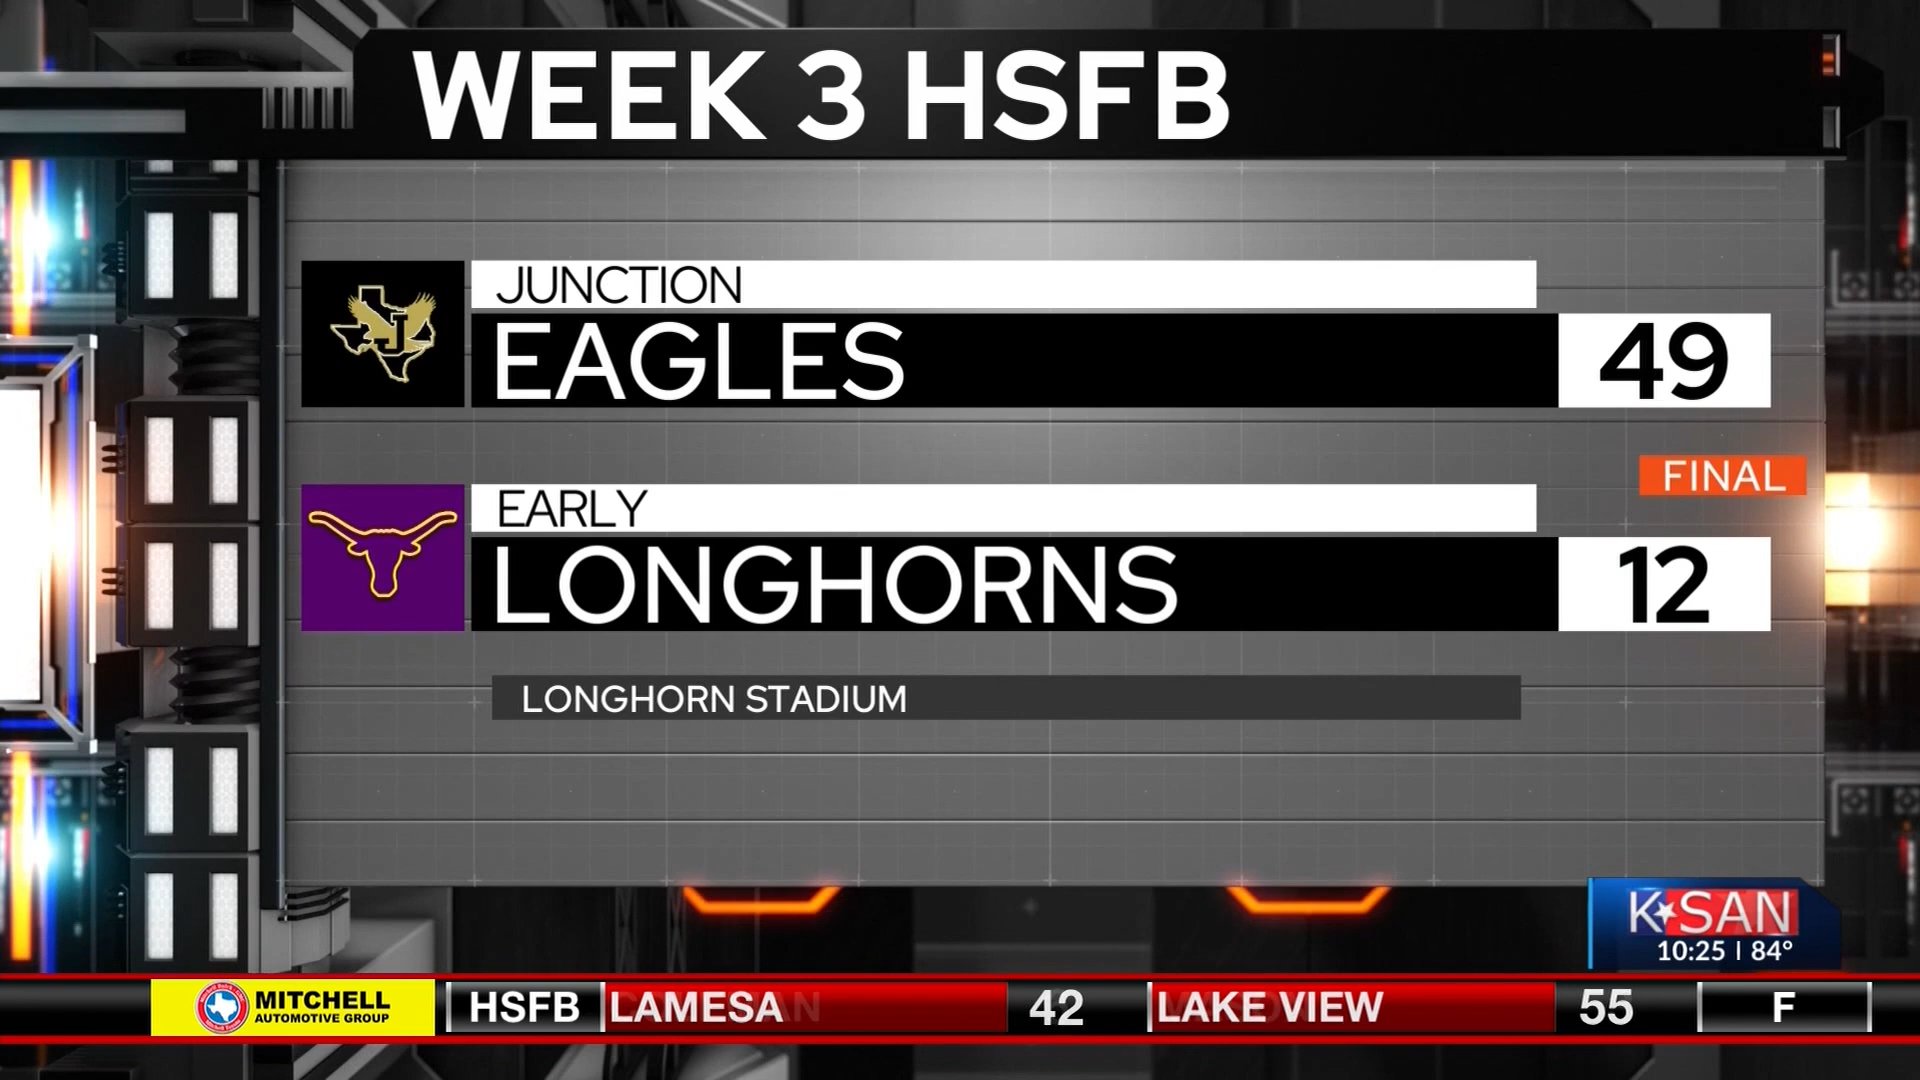 WEEK 3 HSFB
JUNCTION
EAGLES
49
FINAL
EARLY
LONGHORNS
12
LONGHORN STADIUM
K★SAN
10:25 | 84°
MITCHELL
AUTOMOTIVE GROUP
HSFB
LAMESA
42
LAKE VIEW
55
F